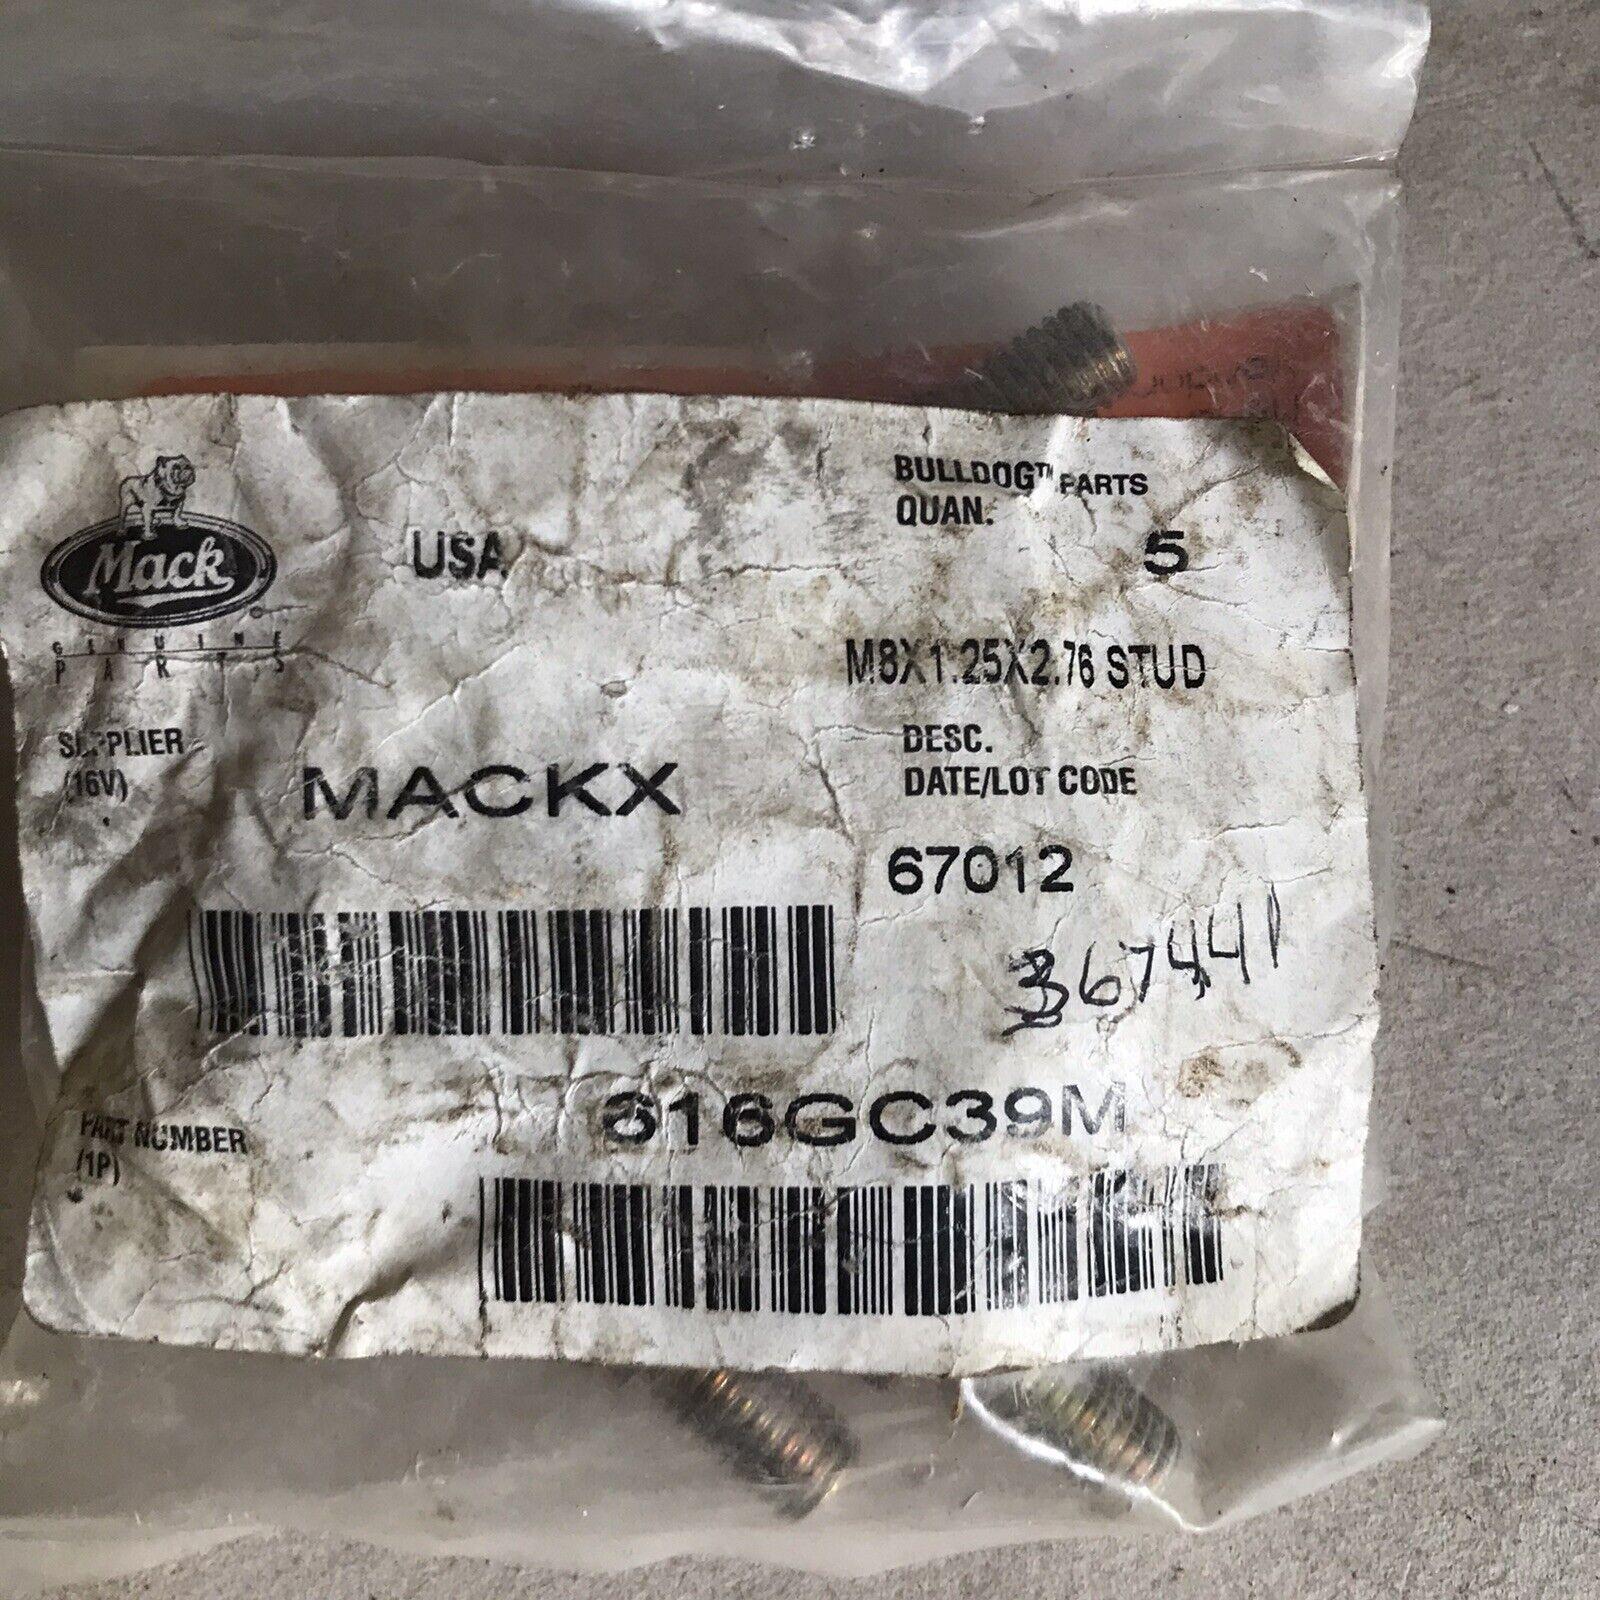 Mack
GENUINE
PARTS
USA
BULLDOG™ PARTS
QUAN.
5
M8X1.25X2.76 STUD
SUPPLIER
(16V)
MACKX
DESC.
DATE/LOT CODE
67012
367441
PART NUMBER
(1P)
616GC39M